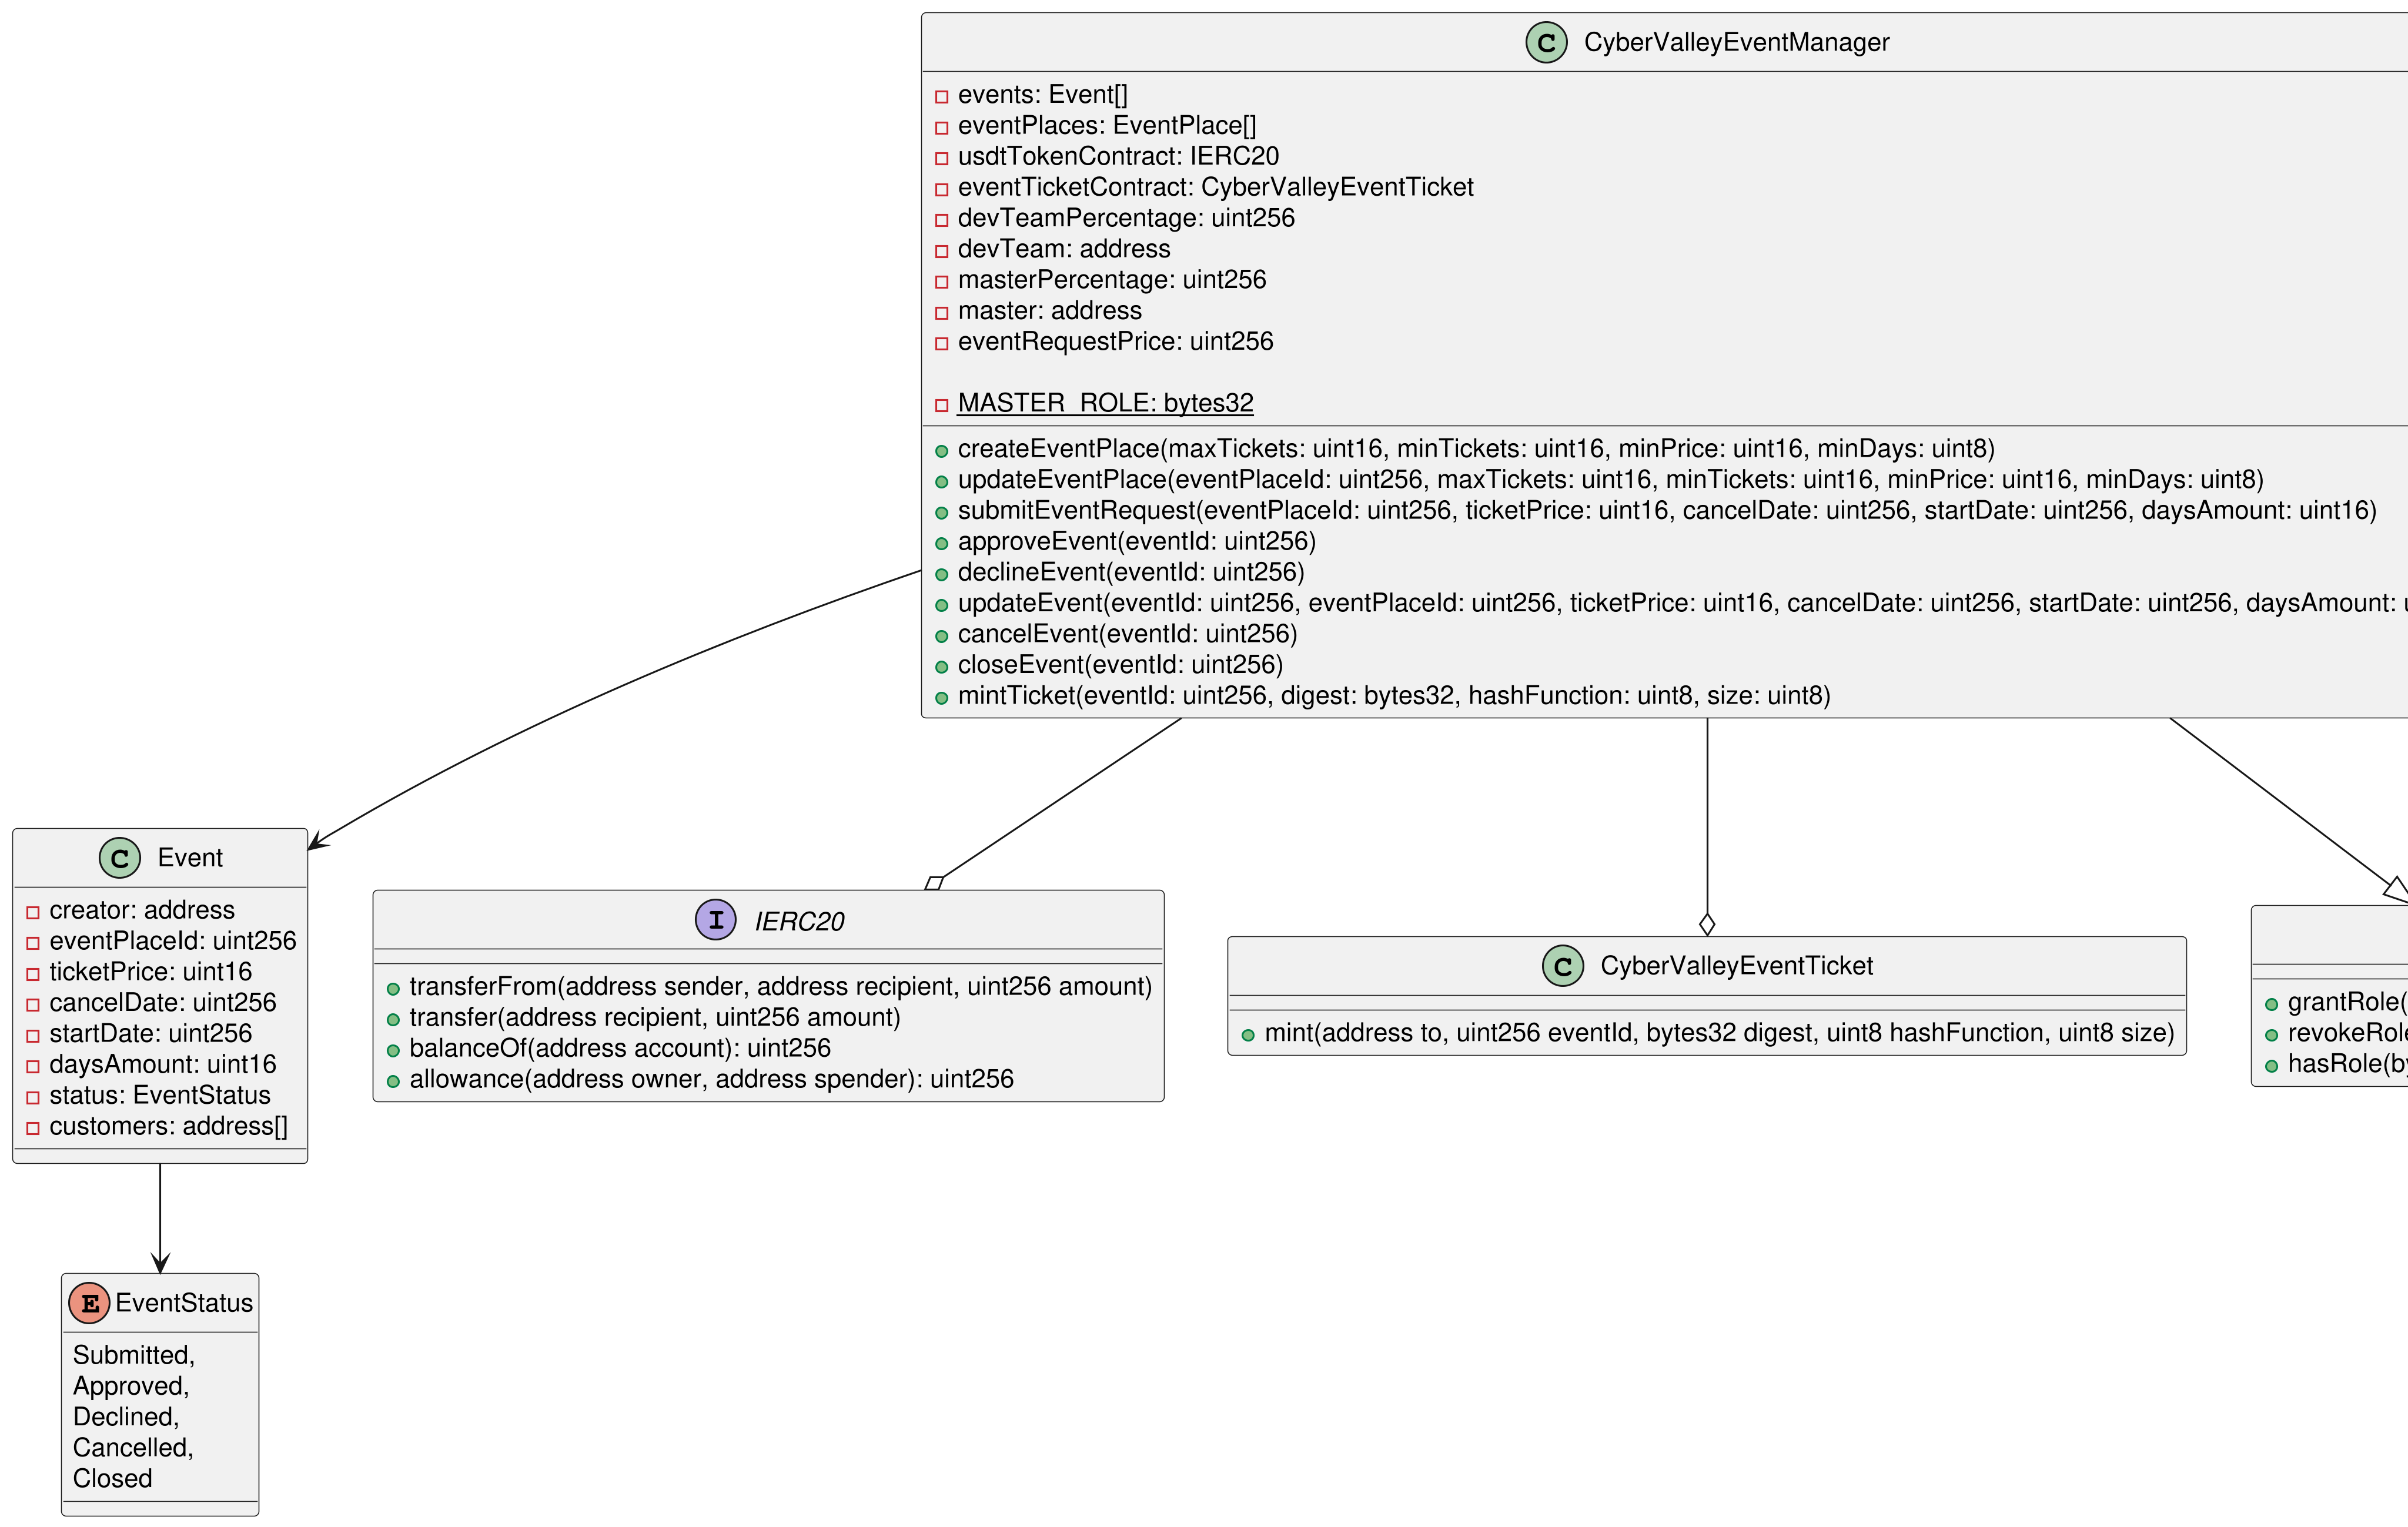 C CyberValleyEventManager
events: Event[]
eventPlaces: EventPlace[]
usdtTokenContract: IERC20
eventTicketContract: CyberValleyEventTicket
devTeamPercentage: uint256
devTeam: address
masterPercentage: uint256
master: address
eventRequestPrice: uint256
MASTER_ROLE: bytes32
createEventPlace(maxTickets: uint16, minTickets: uint16, minPrice: uint16, minDays: uint8)
updateEventPlace(eventPlaceId: uint256, maxTickets: uint16, minTickets: uint16, minPrice: uint16, minDays: uint8)
submitEventRequest(eventPlaceId: uint256, ticketPrice: uint16, cancelDate: uint256, startDate: uint256, daysAmount: uint16)
approveEvent(eventId: uint256)
declineEvent(eventId: uint256)
updateEvent(eventId: uint256, eventPlaceId: uint256, ticketPrice: uint16, cancelDate: uint256, startDate: uint256, daysAmount:
cancelEvent(eventId: uint256)
closeEvent(eventId: uint256)
mintTicket(eventId: uint256, digest: bytes32, hashFunction: uint8, size: uint8)
C Event
creator: address
eventPlaceId: uint256
ticketPrice: uint16
cancelDate: uint256
startDate: uint256
daysAmount: uint16
status: EventStatus
customers: address[]
I IERC20
transferFrom(address sender, address recipient, uint256 amount)
transfer(address recipient, uint256 amount)
balanceOf(address account): uint256
allowance(address owner, address spender): uint256
C CyberValleyEventTicket
mint(address to, uint256 eventId, bytes32 digest, uint8 hashFunction, uint8 size)
grantRole(
revokeRole
hasRole(
E EventStatus
Submitted,
Approved,
Declined,
Cancelled,
Closed